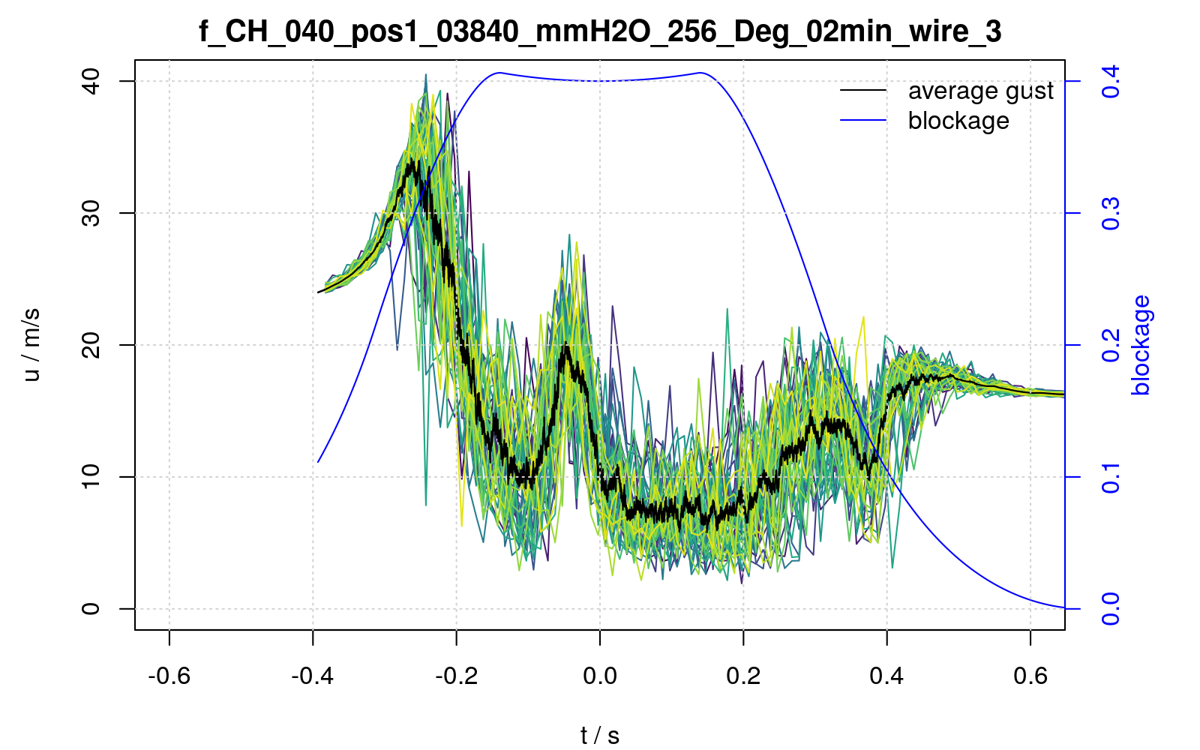 f_CH_040_pos1_03840_mmH2O_256_Deg_02min_wire_3
average gust
blockage
u / m/s
0
10
20
30
40
0.0
0.1
0.2
0.3
0.4
blockage
-0.6
-0.4
-0.2
0.0
0.2
0.4
0.6
t / s